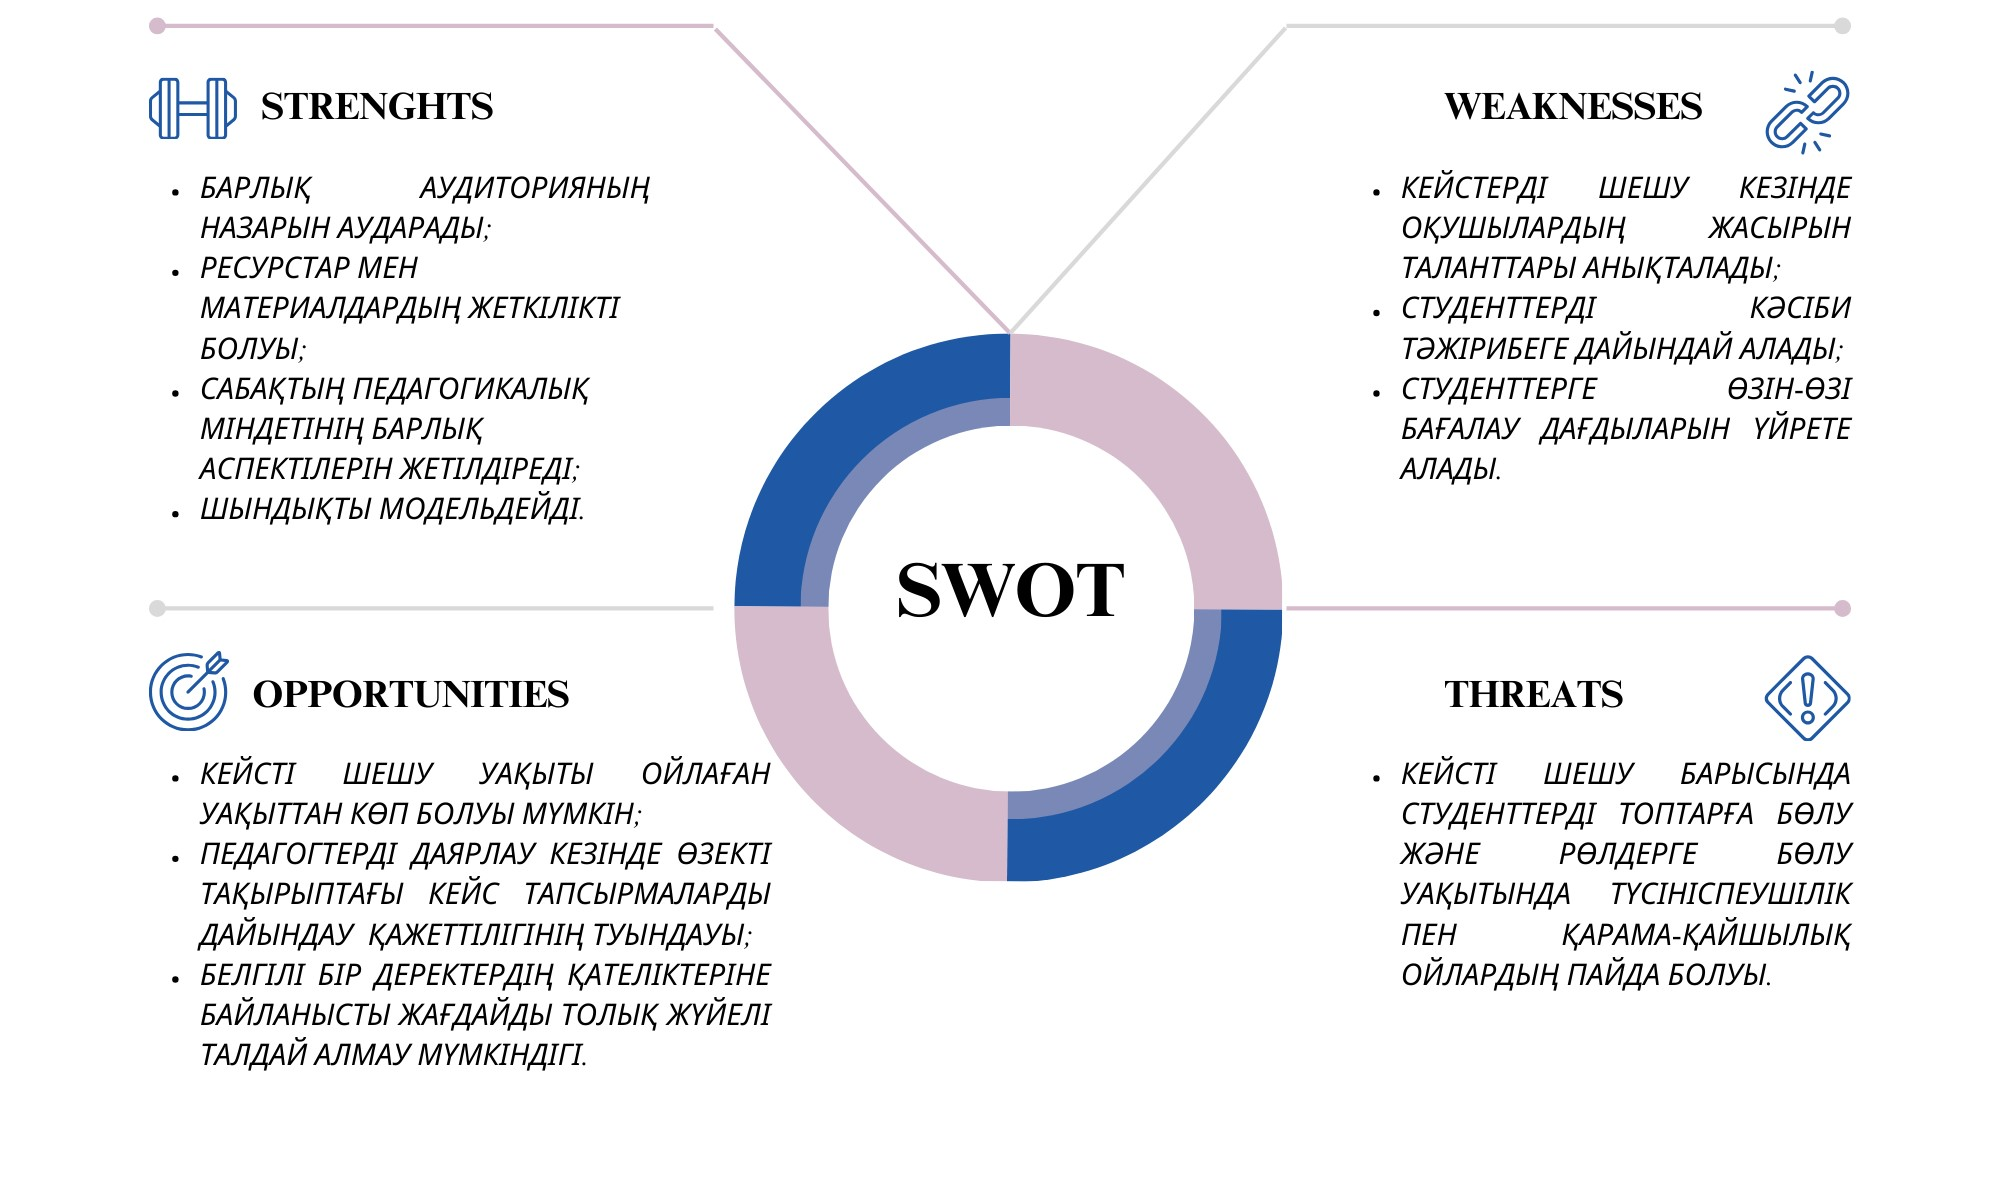 STRENGHTS
БАРЛЫҚ АУДИТОРИЯНЫҢ
НАЗАРЫН АУДАРАДЫ;
РЕСУРСТАР МЕН
МАТЕРИАЛДАРДЫҢ ЖЕТКІЛІКТІ
БОЛУЫ;
САБАҚТЫҢ ПЕДАГОГИКАЛЫҚ
МІНДЕТІНІҢ БАРЛЫҚ
АСПЕКТІЛЕРІН ЖЕТІЛДІРЕДІ;
ШЫНДЫҚТЫ МОДЕЛЬДЕЙДІ.
WEAKNESSES
КЕЙСТЕРДІ ШЕШУ КЕЗІНДЕ
ОҚУШЫЛАРДЫҢ ЖАСЫРЫН
ТАЛАНТТАРЫ АНЫҚТАЛАДЫ;
СТУДЕНТТЕРДІ КӘСІБИ
ТӘЖІРИБЕГЕ ДАЙЫНДАЙ АЛАДЫ;
СТУДЕНТТЕРГЕ ӨЗІН-ӨЗІ
БАҒАЛАУ ДАҒДЫЛАРЫН ҮЙРЕТЕ
АЛАДЫ.
SWOT
OPPORTUNITIES
КЕЙСТІ ШЕШУ УАҚЫТЫ ОЙЛАҒАН
УАҚЫТТАН КӨП БОЛУЫ МҮМКІН;
ПЕДАГОГТЕРДІ ДАЯРЛАУ КЕЗІНДЕ ӨЗЕКТІ
ТАҚЫРЫПТАҒЫ КЕЙС ТАПСЫРМАЛАРДЫ
ДАЙЫНДАУ ҚАЖЕТТІЛІГІНІҢ ТУЫНДАУЫ;
БЕЛГІЛІ БІР ДЕРЕКТЕРДІҢ ҚАТЕЛІКТЕРІНЕ
БАЙЛАНЫСТЫ ЖАҒДАЙДЫ ТОЛЫҚ ЖҮЙЕЛІ
ТАЛДАЙ АЛМАУ МҮМКІНДІГІ.
THREATS
КЕЙСТІ ШЕШУ БАРЫСЫНДА
СТУДЕНТТЕРДІ ТОПТАРҒА БӨЛУ
ЖӘНЕ РӨЛДЕРГЕ БӨЛУ
УАҚЫТЫНДА ТҮСІНІСПЕУШІЛІК
ПЕН ҚАРАМА-ҚАЙШЫЛЫҚ
ОЙЛАРДЫҢ ПАЙДА БОЛУЫ.